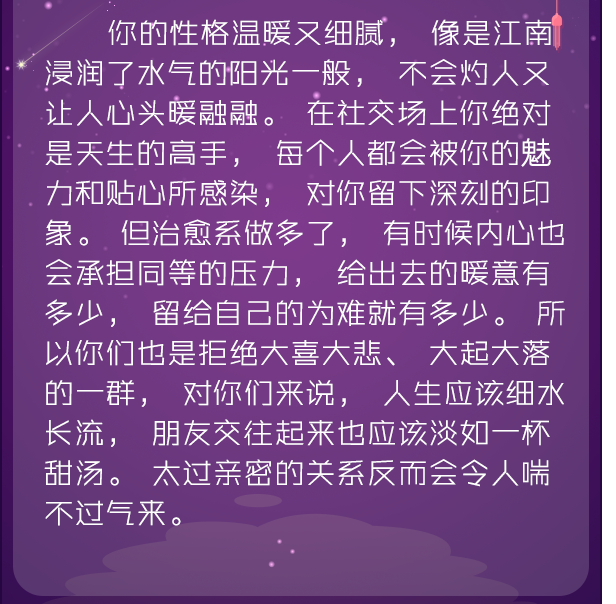 你的性格温暖又细腻， 像是江南
浸润了水气的阳光一般， 不会灼人又
让人心头暖融融。 在社交场上你绝对
是天生的高手， 每个人都会被你的魅
力和贴心所感染， 对你留下深刻的印
象。 但治愈系做多了， 有时候内心也
会承担同等的压力， 给出去的暖意有
多少， 留给自己的为难就有多少。 所
以你们也是拒绝大喜大悲、 大起大落
的一群， 对你们来说， 人生应该细水
长流， 朋友交往起来也应该淡如一杯
甜汤。 太过亲密的关系反而会令人喘
不过气来。